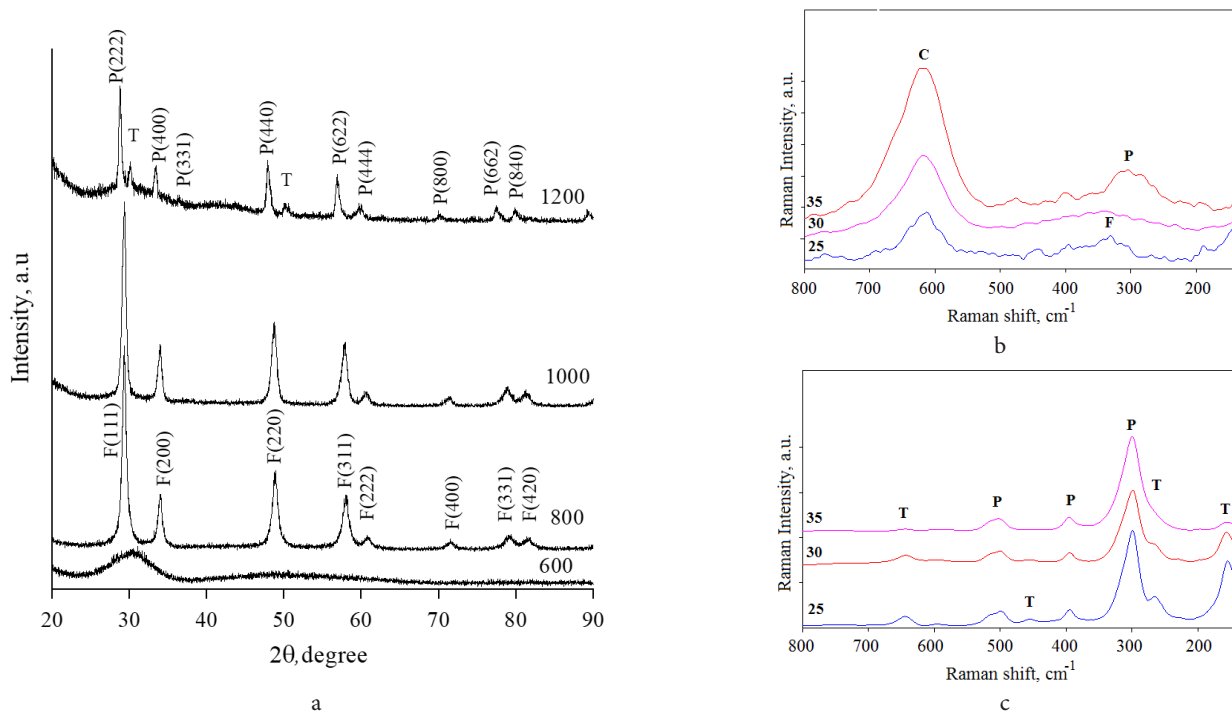 Intensity, a.u
P(222)
T
P(400)
P(331)
P(440)
T
P(622)
P(444)
P(800)
P(662)
P(840)
1200
1000
F(111)
F(200)
F(220)
F(311)
F(222)
F(400)
F(331)
F(420)
800
600
20 30 40 50 60 70 80 90
2θ, degree
a
Raman Intensity, a.u.
C
P
35
30
F
25
800 700 600 500 400 300 200
Raman shift, cm-1
b
Raman Intensity, a.u.
P
T
35
T P P T
30
T
25
800 700 600 500 400 300 200
Raman shift, cm-1
c